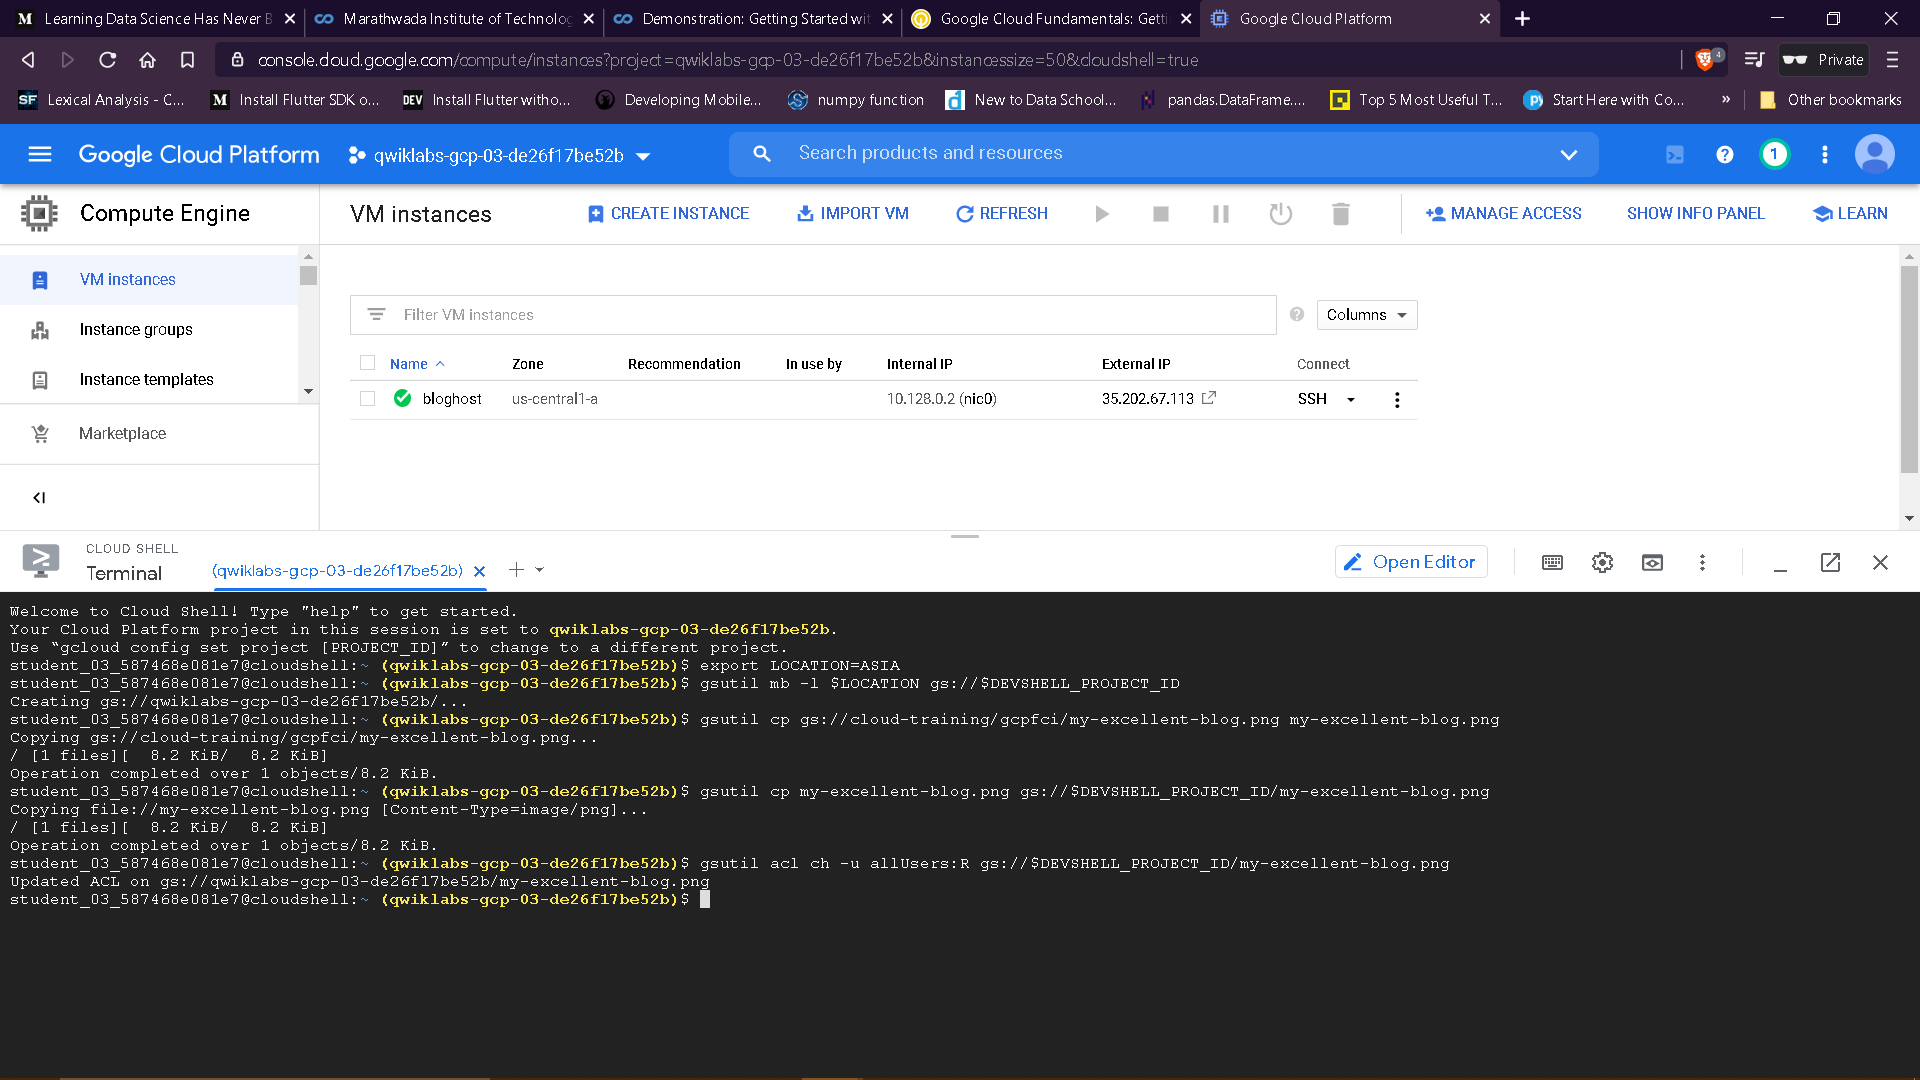 M Learning Data Science Has Never B
Marathwada Institute of Technolog
Demonstration: Getting Started wit
Google Cloud Fundamentals: Getti
Google Cloud Platform
console.cloud.google.com/compute/instances?project=qwiklabs-gcp-03-de26f17be52b&instancessize=50&cloudshell=true
4
Private
SF Lexical Analysis - C...
M Install Flutter SDK o...
DEV Install Flutter witho...
Developing Mobile...
numpy function
d New to Data School...
pandas.DataFrame....
Top 5 Most Useful T...
Start Here with Co...
»
Other bookmarks
Google Cloud Platform
qwiklabs-gcp-03-de26f17be52b
Search products and resources
1
Compute Engine
VM instances
CREATE INSTANCE
IMPORT VM
REFRESH
MANAGE ACCESS
SHOW INFO PANEL
LEARN
VM instances
Instance groups
Instance templates
Marketplace
Filter VM instances
Columns
Name
Zone
Recommendation
In use by
Internal IP
External IP
Connect
bloghost
us-central1-a
10.128.0.2 (nic0)
35.202.67.113
SSH
CLOUD SHELL
Terminal
(qwiklabs-gcp-03-de26f17be52b)
Open Editor
Welcome to Cloud Shell! Type "help" to get started.
Your Cloud Platform project in this session is set to qwiklabs-gcp-03-de26f17be52b.
Use “gcloud config set project [PROJECT_ID]” to change to a different project.
student_03_587468e081e7@cloudshell:~ (qwiklabs-gcp-03-de26f17be52b)$ export LOCATION=ASIA
student_03_587468e081e7@cloudshell:~ (qwiklabs-gcp-03-de26f17be52b)$ gsutil mb -l $LOCATION gs://$DEVSHELL_PROJECT_ID
Creating gs://qwiklabs-gcp-03-de26f17be52b/...
student_03_587468e081e7@cloudshell:~ (qwiklabs-gcp-03-de26f17be52b)$ gsutil cp gs://cloud-training/gcpfci/my-excellent-blog.png my-excellent-blog.png
Copying gs://cloud-training/gcpfci/my-excellent-blog.png...
/ [1 files][  8.2 KiB/  8.2 KiB]
Operation completed over 1 objects/8.2 KiB.
student_03_587468e081e7@cloudshell:~ (qwiklabs-gcp-03-de26f17be52b)$ gsutil cp my-excellent-blog.png gs://$DEVSHELL_PROJECT_ID/my-excellent-blog.png
Copying file://my-excellent-blog.png [Content-Type=image/png]...
/ [1 files][  8.2 KiB/  8.2 KiB]
Operation completed over 1 objects/8.2 KiB.
student_03_587468e081e7@cloudshell:~ (qwiklabs-gcp-03-de26f17be52b)$ gsutil acl ch -u allUsers:R gs://$DEVSHELL_PROJECT_ID/my-excellent-blog.png
Updated ACL on gs://qwiklabs-gcp-03-de26f17be52b/my-excellent-blog.png
student_03_587468e081e7@cloudshell:~ (qwiklabs-gcp-03-de26f17be52b)$